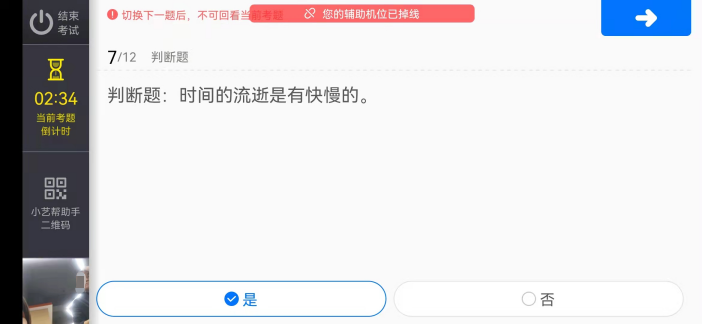 结束
考试
切换下一题后，不可回看当前考题
您的辅助机位已掉线
7/12 判断题
02:34
当前考题
倒计时
判断题：时间的流逝是有快慢的。
小艺帮助手
二维码
是
否